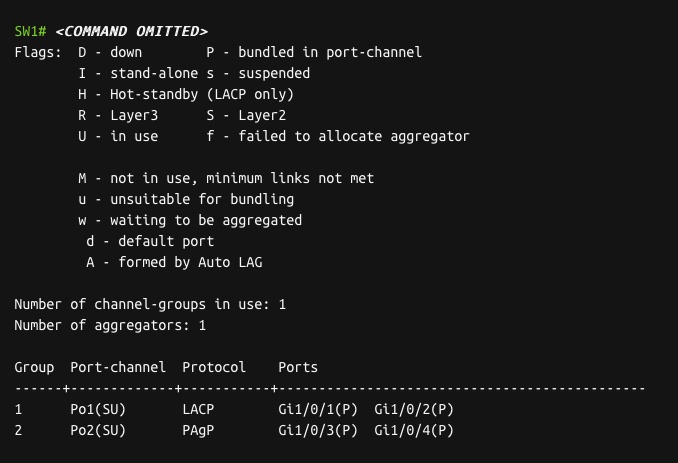 SW1# <COMMAND OMITTED>
Flags:  D - down        P - bundled in port-channel
        I - stand-alone s - suspended
        H - Hot-standby (LACP only)
        R - Layer3      S - Layer2
        U - in use      f - failed to allocate aggregator

        M - not in use, minimum links not met
        u - unsuitable for bundling
        w - waiting to be aggregated
         d - default port
         A - formed by Auto LAG

Number of channel-groups in use: 1
Number of aggregators: 1

Group  Port-channel  Protocol    Ports
------+-------------+-----------+-----------------------------------------------
1      Po1(SU)       LACP        Gi1/0/1(P)  Gi1/0/2(P)
2      Po2(SU)       PAgP        Gi1/0/3(P)  Gi1/0/4(P)